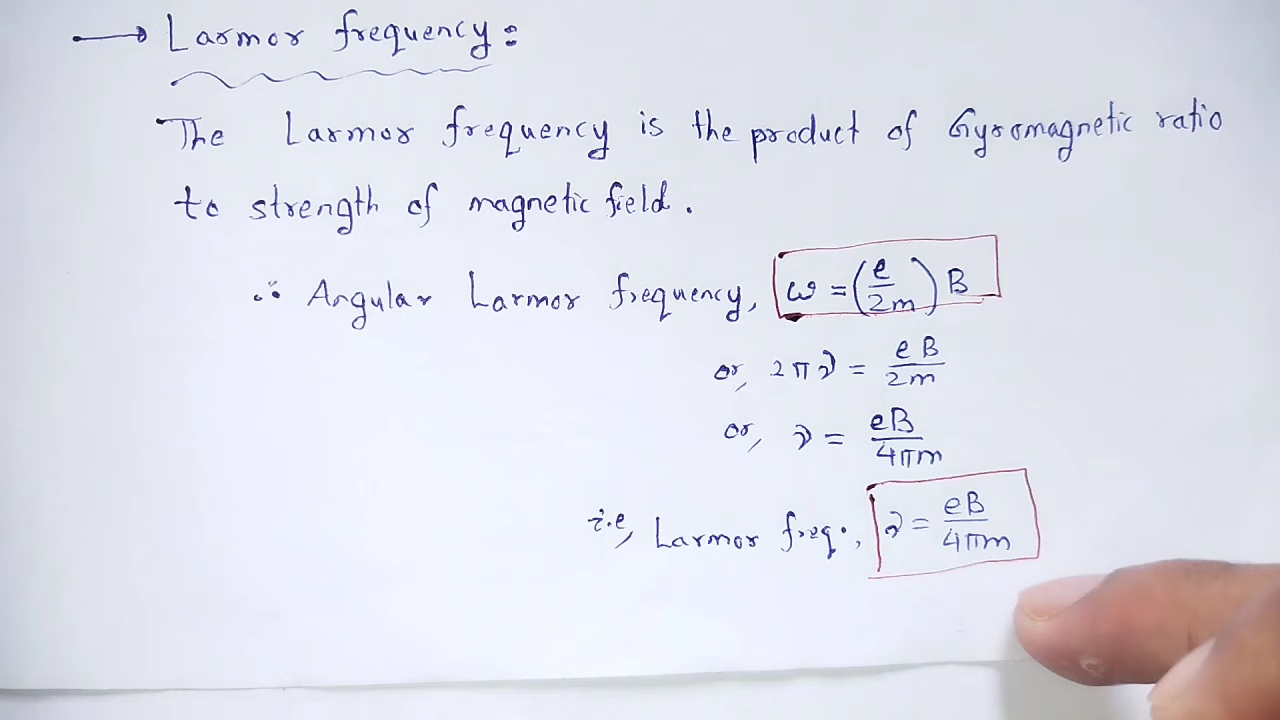 → Larmor frequency:
The Larmor frequency is the product of Gyromagnetic ratio
to strength of magnetic field.
∴ Angular Larmor frequency, ω = (e/2m) B
or, 2πν = eB/2m
or, ν = eB/4πm
i.e, Larmor freq., ν = eB/4πm